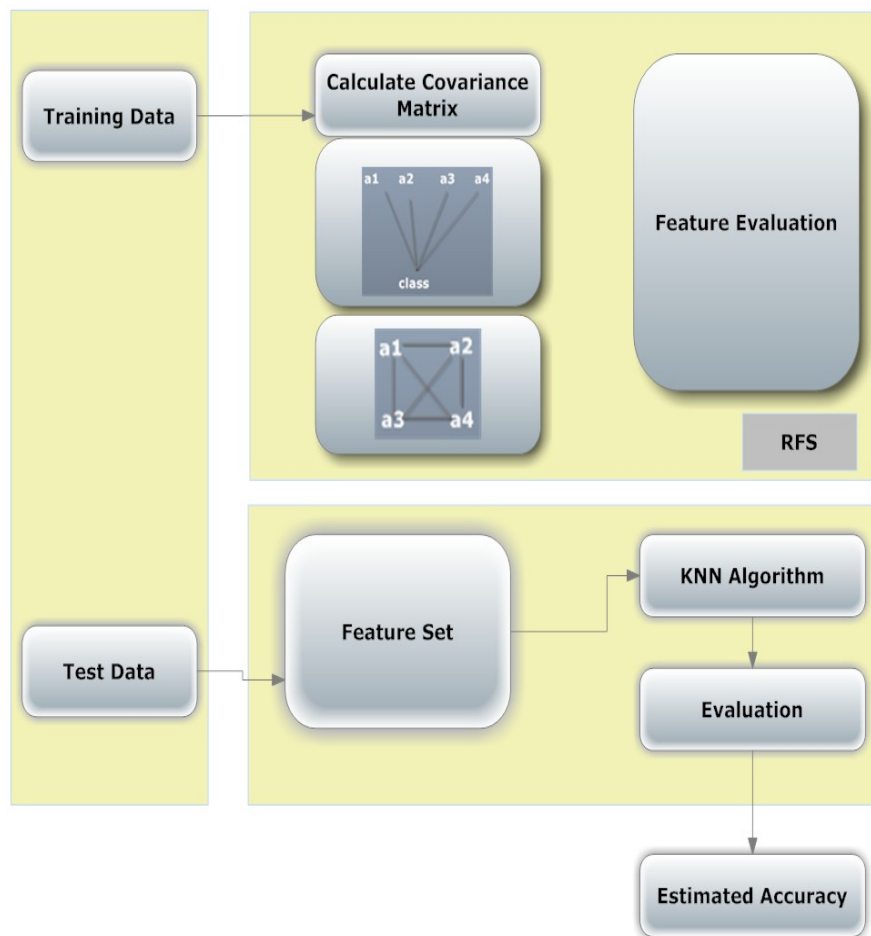 Training Data
Calculate Covariance
Matrix
a1 a2 a3 a4
class
a1 a2
a3 a4
Feature Evaluation
RFS
Test Data
Feature Set
KNN Algorithm
Evaluation
Estimated Accuracy